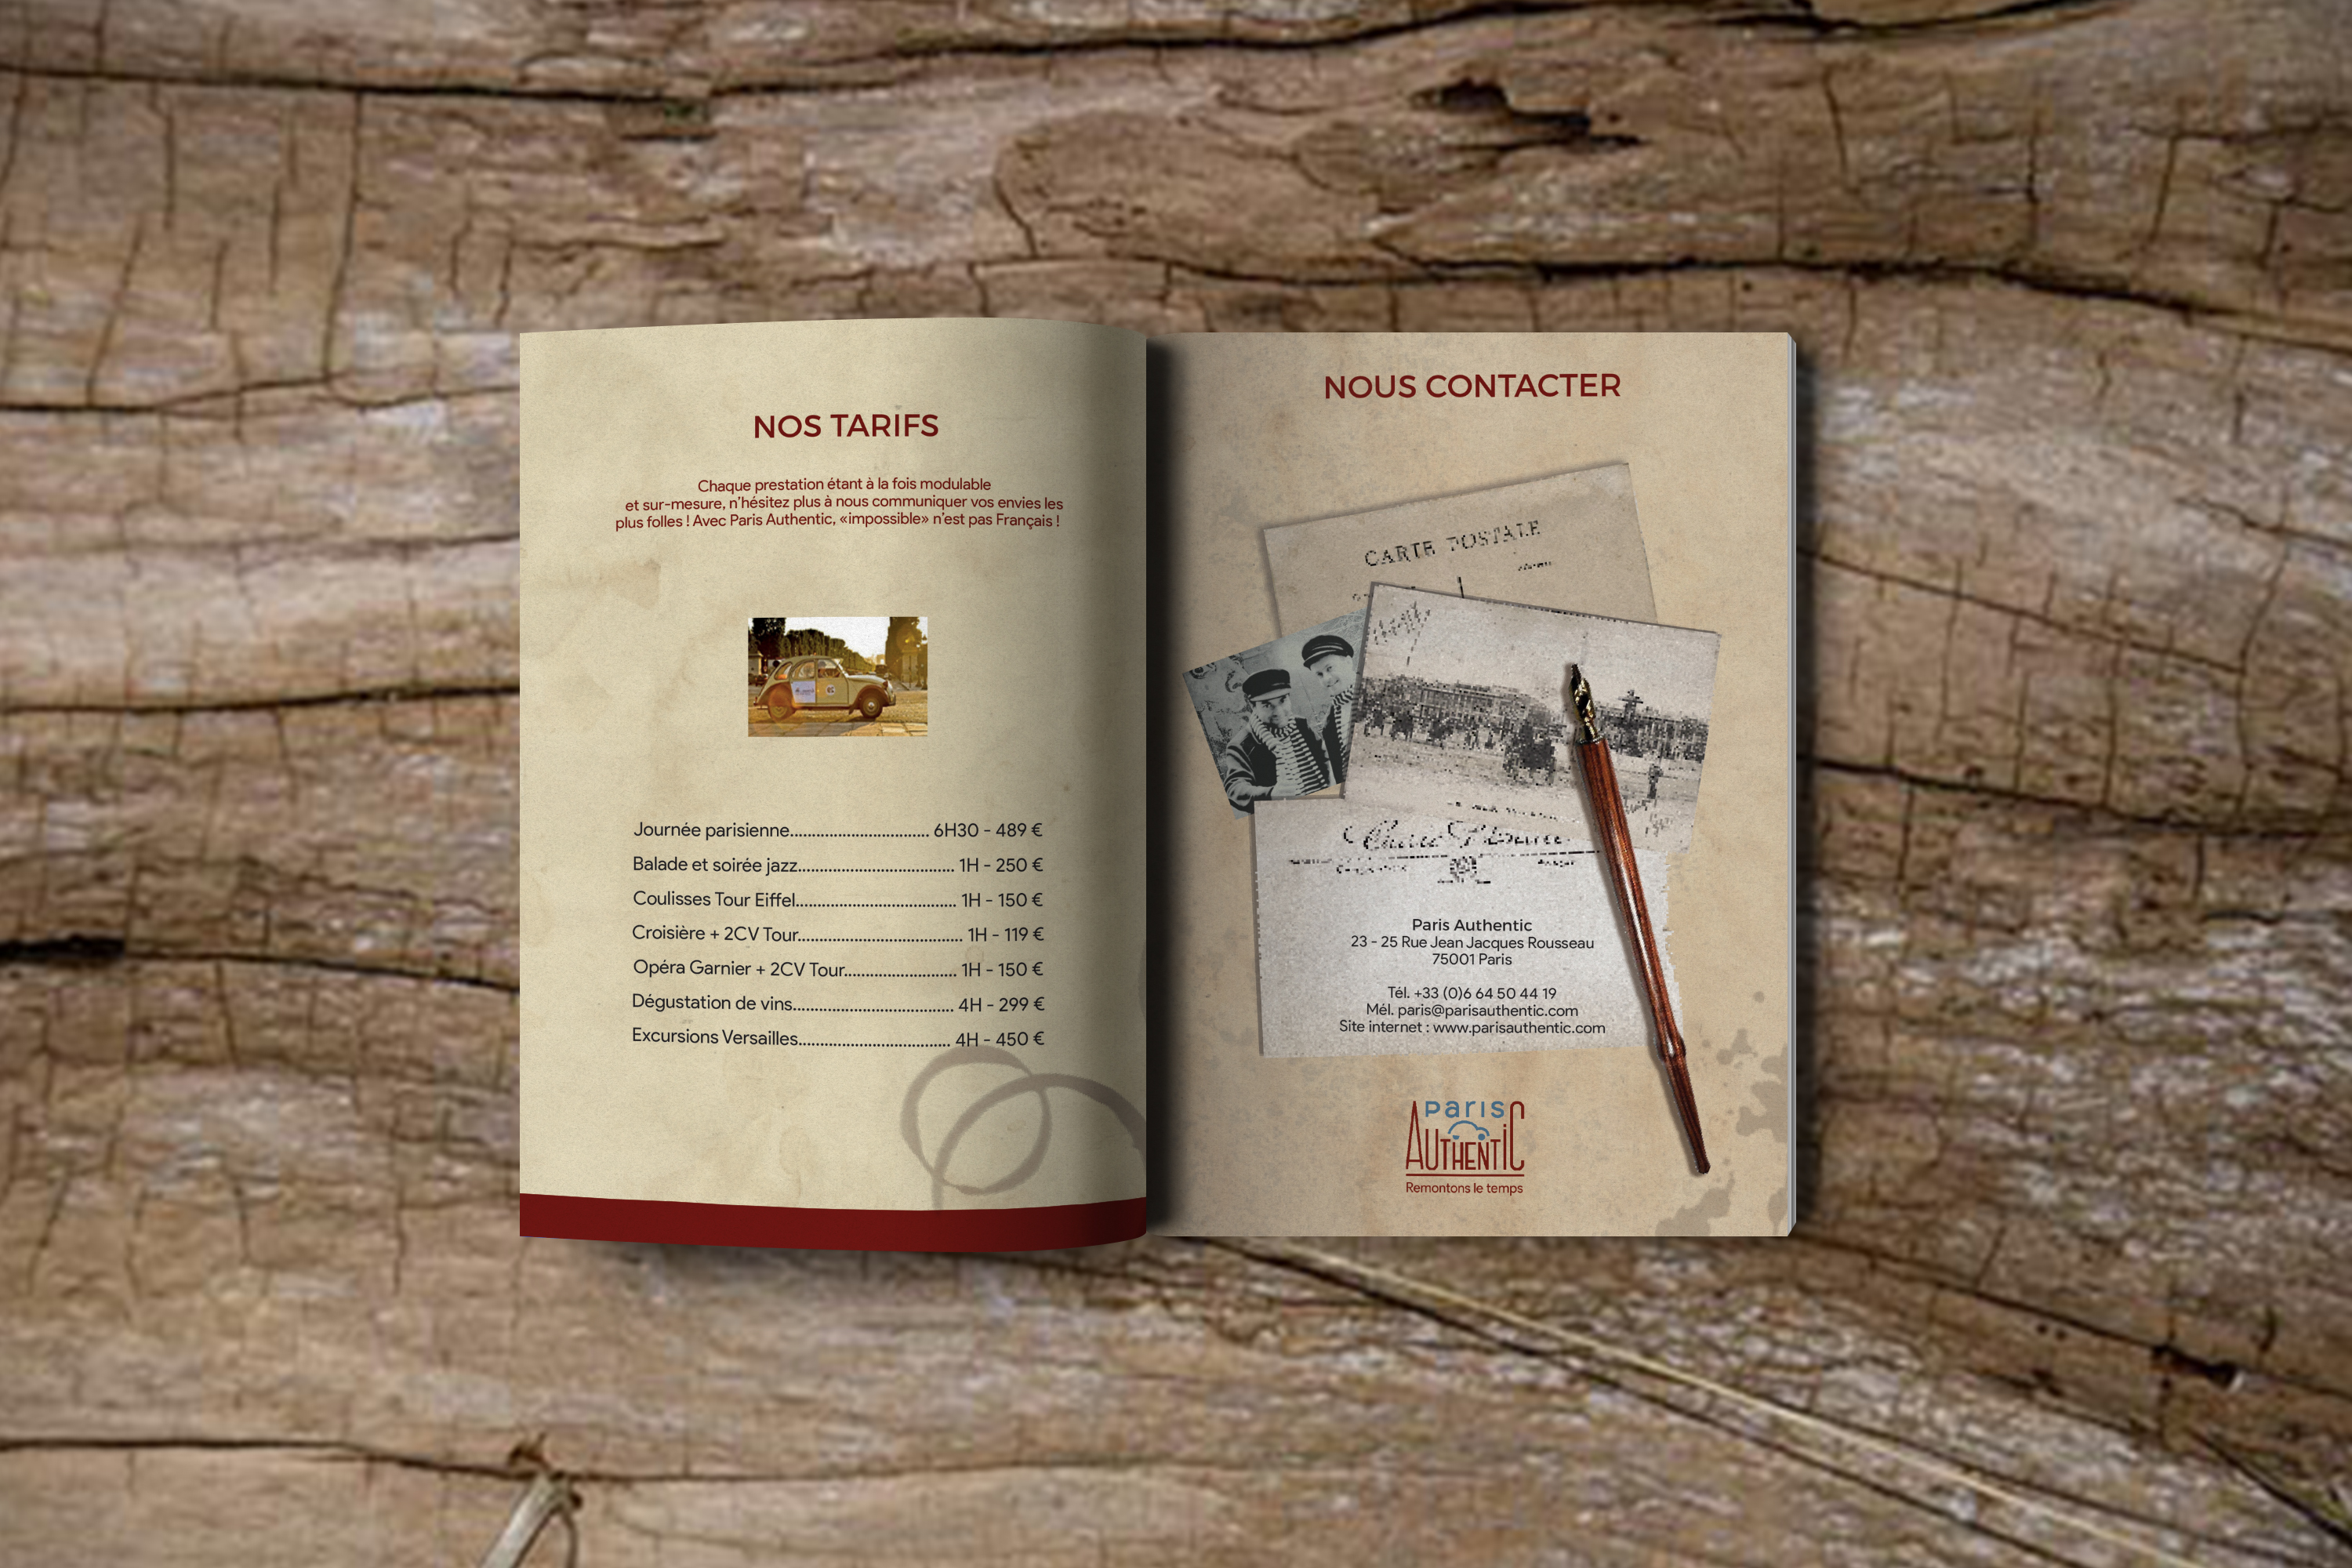 NOS TARIFS
Chaque prestation étant à la fois modulable
et sur-mesure, n'hésitez plus à nous communiquer vos envies les
plus folles ! Avec Paris Authentic, «impossible» n'est pas Français !
Journée parisienne................................ 6H30 - 489 €
Balade et soirée jazz.................................... 1H - 250 €
Coulisses Tour Eiffel..................................... 1H - 150 €
Croisière + 2CV Tour...................................... 1H - 119 €
Opéra Garnier + 2CV Tour.......................... 1H - 150 €
Dégustation de vins..................................... 4H - 299 €
Excursions Versailles................................... 4H - 450 €
NOUS CONTACTER
CARTE POSTALE
Paris Authentic
23 - 25 Rue Jean Jacques Rousseau
75001 Paris
Tél. +33 (0)6 64 50 44 19
Mél. paris@parisauthentic.com
Site internet : www.parisauthentic.com
Paris
AUTHENTIC
Remontons le temps